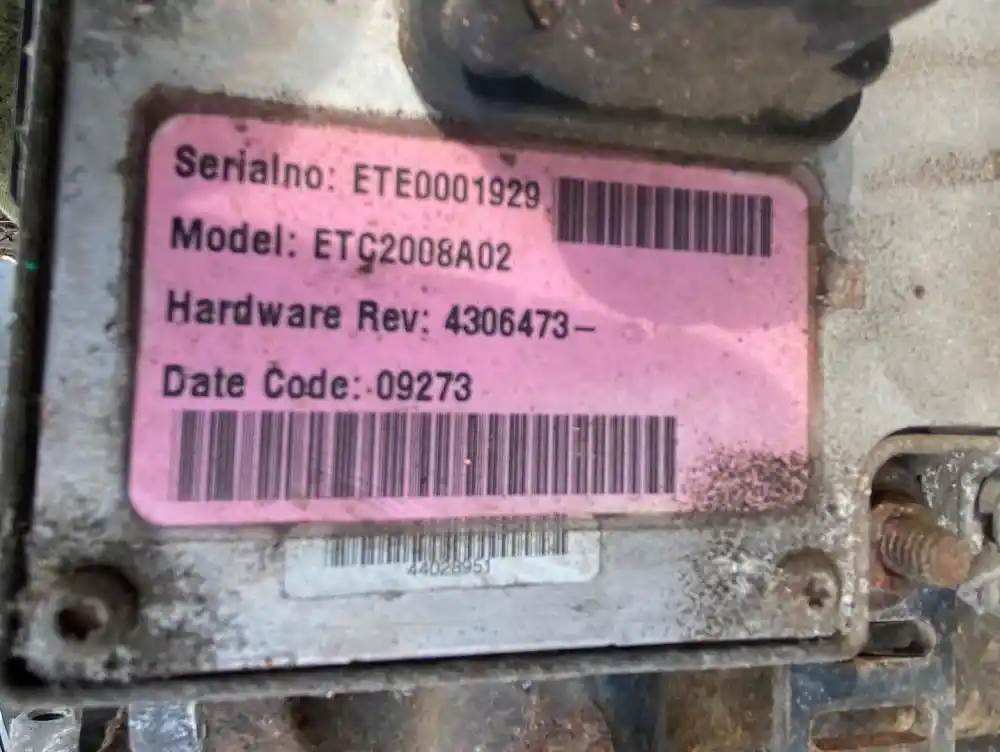 Serialno: ETE0001929
Model: ETC2008A02
Hardware Rev: 4306473-
Date Code: 09273
44028951